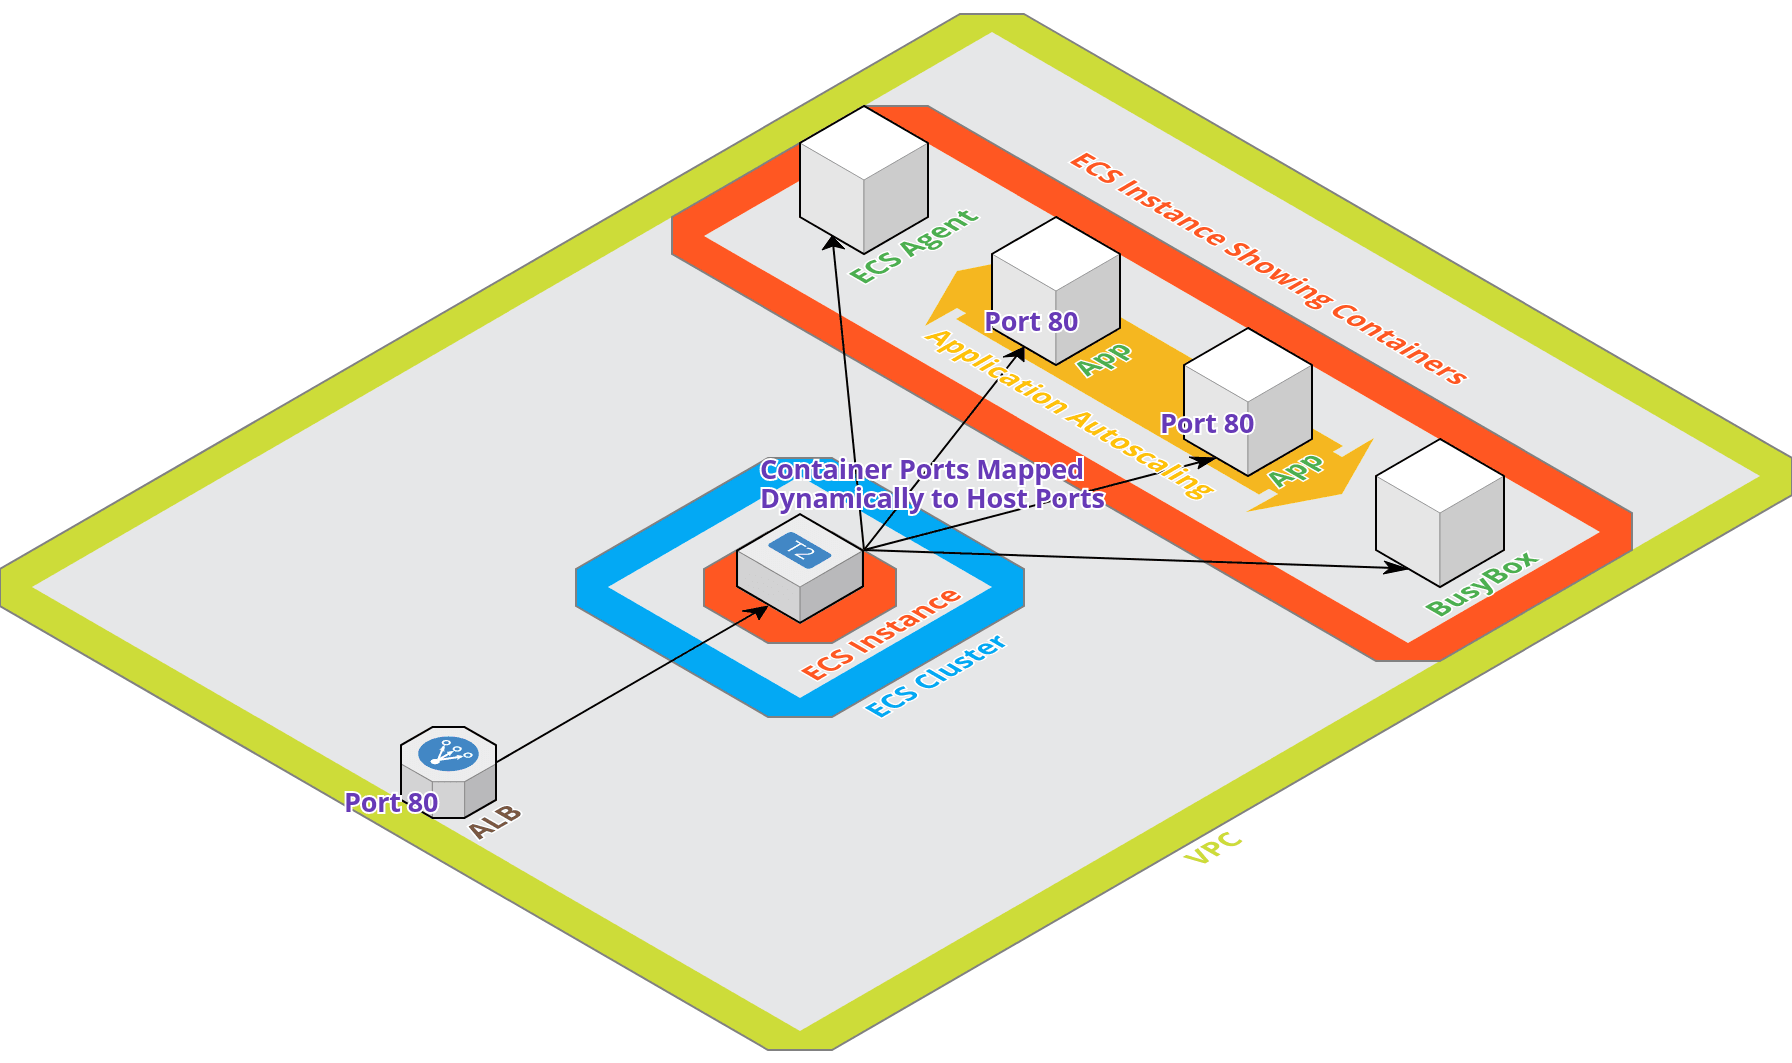 ECS Instance Showing Containers
ECS Agent
Port 80
App
Application Autoscaling
Port 80
App
Container Ports Mapped
Dynamically to Host Ports
T2
BusyBox
ECS Instance
ECS Cluster
Port 80
ALB
VPC